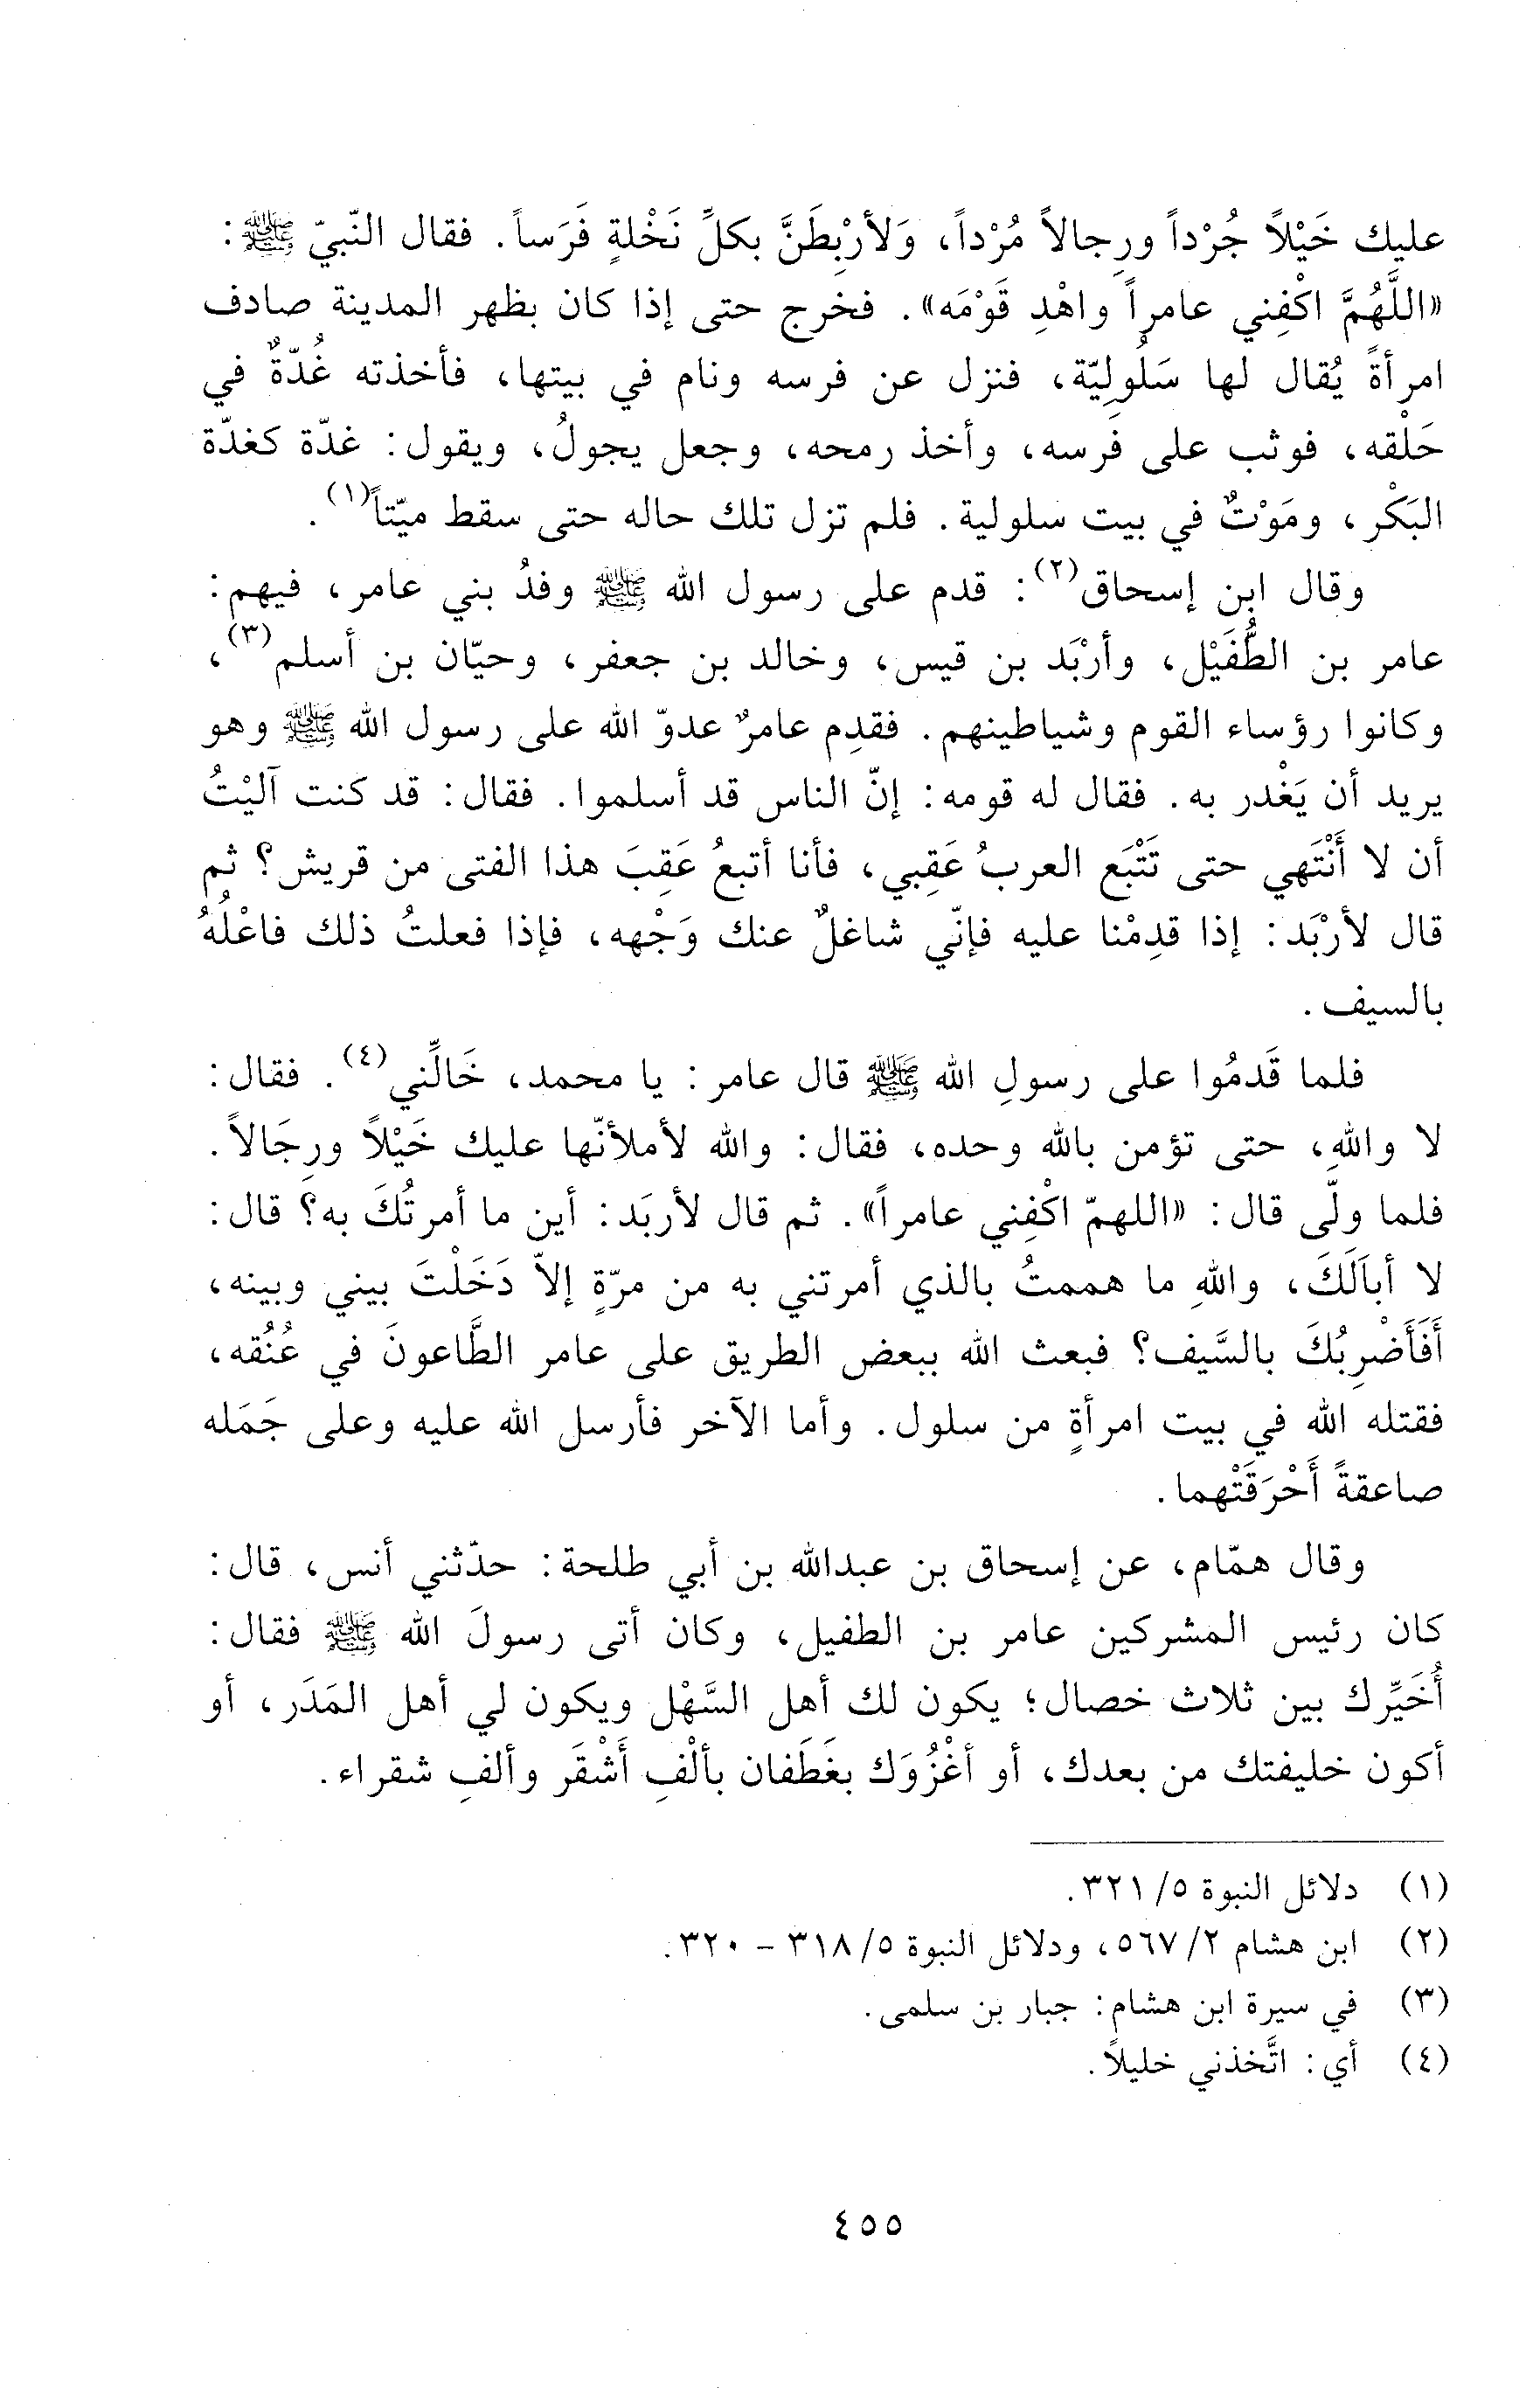 عليك خَيْلاً جُرْداً ورِجالاً مُرْداً، وَلأرْبِطَنَّ بكلِّ نَخْلةٍ فَرَساً. فقال النّبيّ ﷺ:
«اللَّهُمَّ اكْفِني عامراً واهْدِ قَوْمَه». فخرج حتى إذا كان بظهر المدينة صادف
امرأةً يُقال لها سَلُولِيّة، فنزل عن فرسه ونام في بيتها، فأخذته غُدّةٌ في
حَلْقه، فوثب على فَرسه، وأخذ رمحه، وجعل يجولُ، ويقول: غدّة كغدّة
البَكْر، ومَوْتٌ في بيت سلولية. فلم تزل تلك حاله حتى سقط ميّتاً(١).
وقال ابن إسحاق(٢): قدم على رسول الله ﷺ وفدُ بني عامر، فيهم:
عامر بن الطُّفَيْل، وأرْبَد بن قيس، وخالد بن جعفر، وحيّان بن أسلم(٣)،
وكانوا رؤساء القوم وشياطينهم. فقدِم عامرٌ عدوّ الله على رسول الله ﷺ وهو
يريد أن يَغْدر به. فقال له قومه: إنّ الناس قد أسلموا. فقال: قد كنت آليْتُ
أن لا أَنْتَهي حتى تَتْبَع العربُ عَقِبي، فأنا أتبعُ عَقِبَ هذا الفتى من قريش؟ ثم
قال لأرْبَد: إذا قدِمْنا عليه فإنّي شاغلٌ عنك وَجْهه، فإذا فعلتُ ذلك فاعْلُهُ
بالسيف.
فلما قَدمُوا على رسولِ الله ﷺ قال عامر: يا محمد، خَالِّني(٤). فقال:
لا واللهِ، حتى تؤمن بالله وحده، فقال: والله لأملأنّها عليك خَيْلاً ورِجَالاً.
فلما ولَّى قال: «اللهمّ اكْفِني عامراً». ثم قال لأربَد: أين ما أمرتُكَ به؟ قال:
لا أباَلَكَ، واللهِ ما هممتُ بالذي أمرتني به من مرّةٍ إلاّ دَخَلْتَ بيني وبينه،
أَفَأَضْرِبُكَ بالسَّيف؟ فبعث الله ببعض الطريق على عامر الطَّاعونَ في عُنُقه،
فقتله الله في بيت امرأةٍ من سلول. وأما الآخر فأرسل الله عليه وعلى جَمَله
صاعقةً أَحْرَقَتْهما.
وقال همّام، عن إسحاق بن عبدالله بن أبي طلحة: حدّثني أنس، قال:
كان رئيس المشركين عامر بن الطفيل، وكان أتى رسولَ الله ﷺ فقال:
أُخَيِّرك بين ثلاث خصال؛ يكون لك أهل السَّهْل ويكون لي أهل المَدَر، أو
أكون خليفتك من بعدك، أو أغْزُوَك بغَطَفان بألْفِ أَشْقَر وألفِ شقراء.
(١) دلائل النبوة ٥/ ٣٢١.
(٢) ابن هشام ٢/ ٥٦٧، ودلائل النبوة ٥/ ٣١٨ – ٣٢٠.
(٣) في سيرة ابن هشام: جبار بن سلمى.
(٤) أي: اتَّخذني خليلاً.
٤٥٥